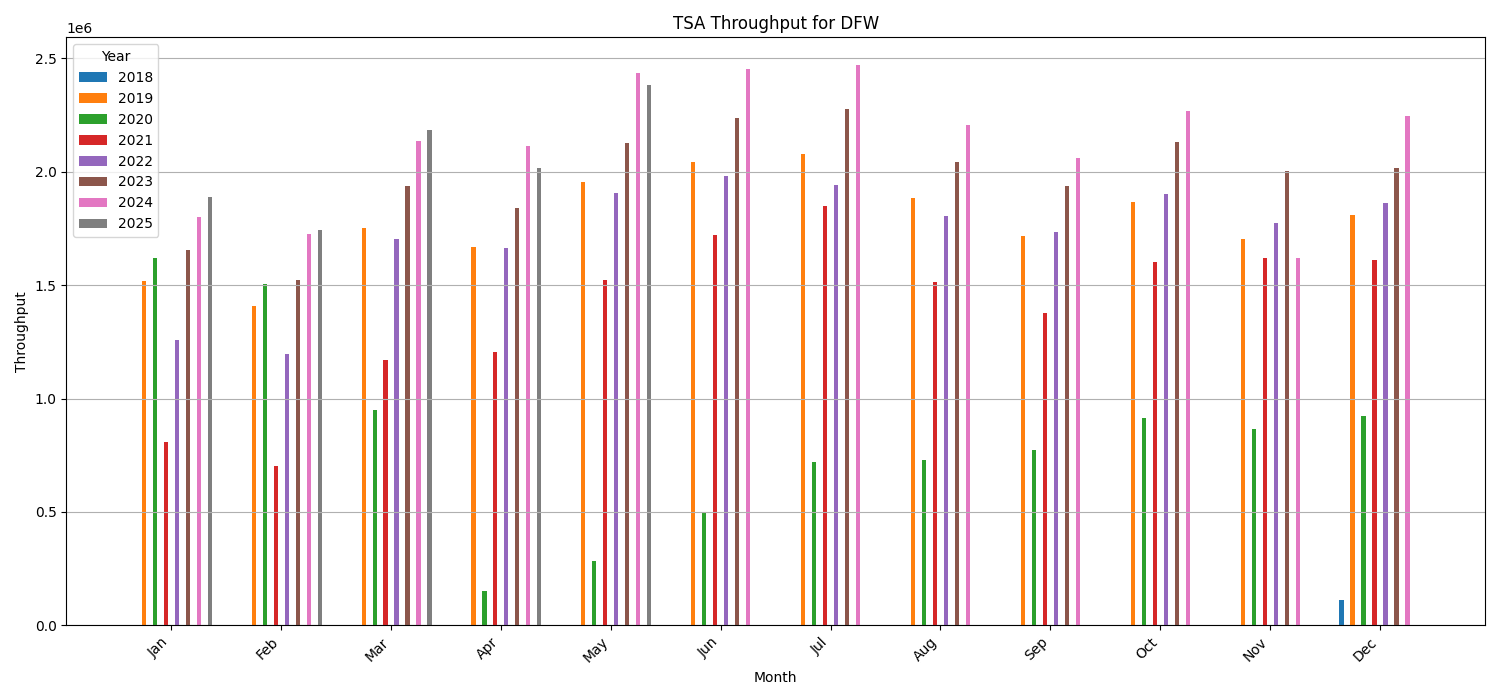 TSA Throughput for DFW
1e6
2.5
2.0
1.5
1.0
0.5
0.0
Throughput
Year
2018
2019
2020
2021
2022
2023
2024
2025
Jan Feb Mar Apr May Jun Jul Aug Sep Oct Nov Dec
Month